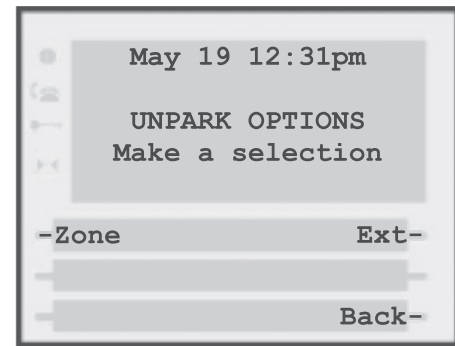 May 19 12:31pm
UNPARK OPTIONS
Make a selection
-Zone Ext-
Back-